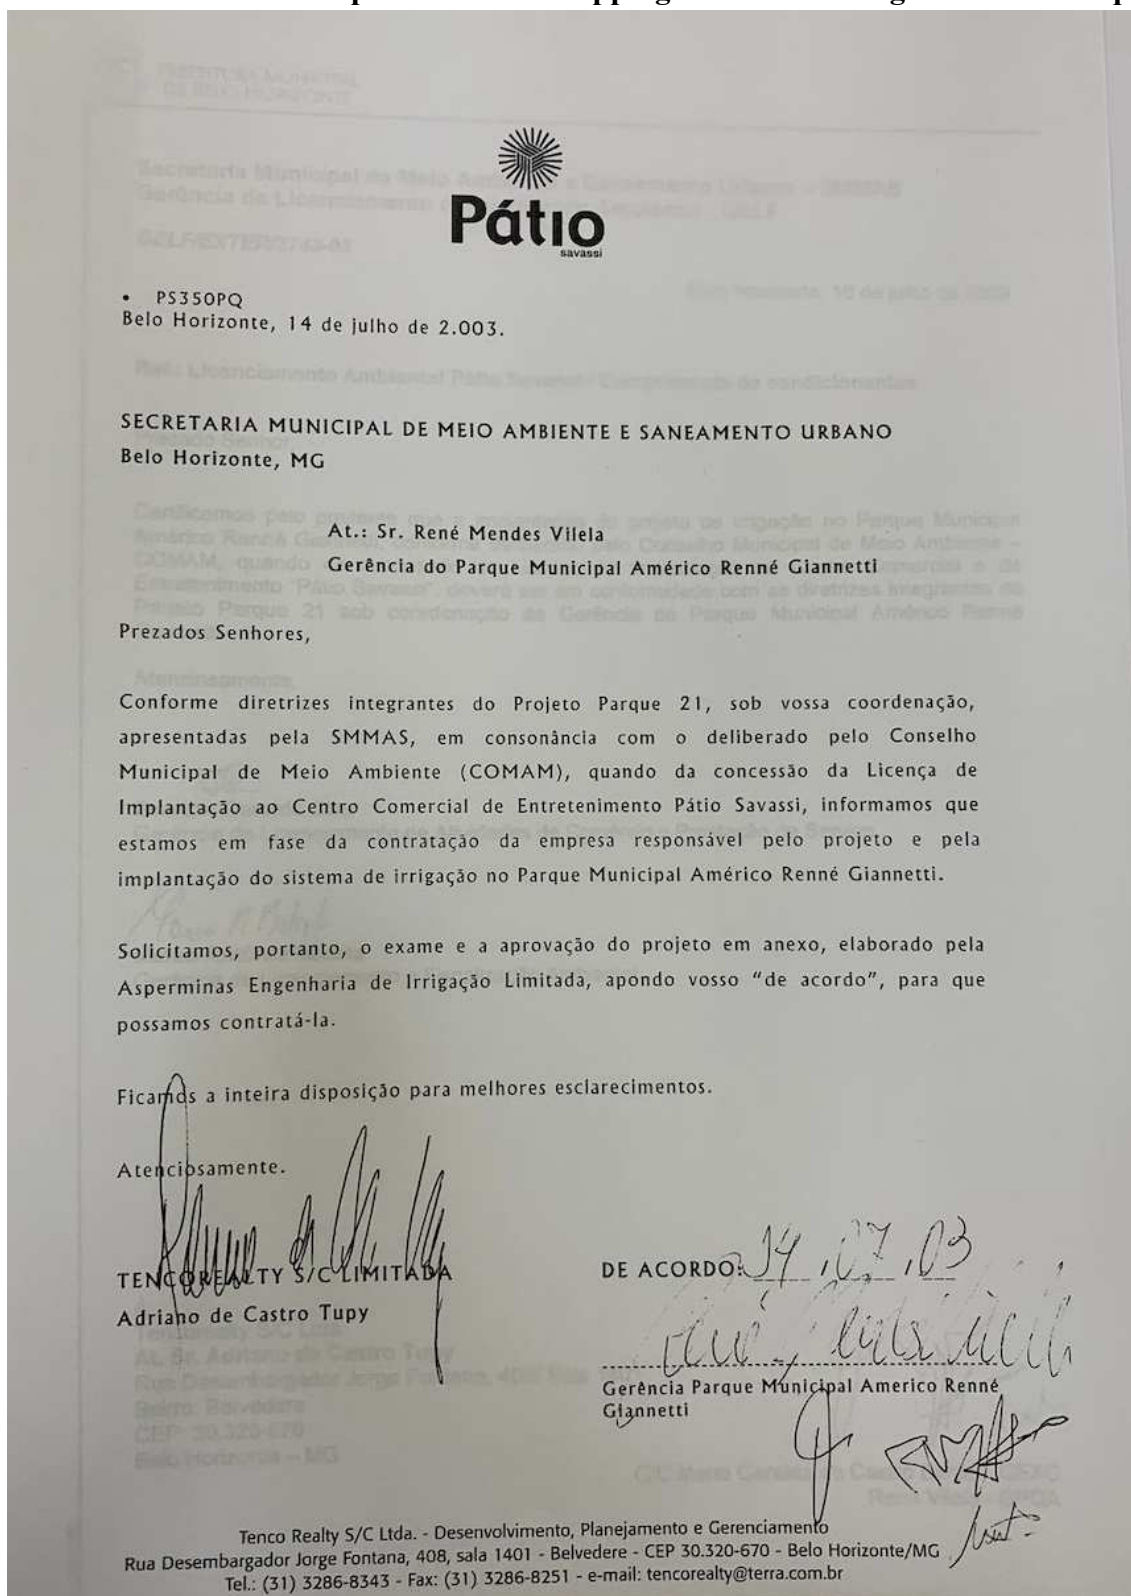 Pátio
savassi
• PS350PQ
Belo Horizonte, 14 de julho de 2.003.
SECRETARIA MUNICIPAL DE MEIO AMBIENTE E SANEAMENTO URBANO
Belo Horizonte, MG
At.: Sr. René Mendes Vilela
Gerência do Parque Municipal Américo Renné Giannetti
Prezados Senhores,
Conforme diretrizes integrantes do Projeto Parque 21, sob vossa coordenação,
apresentadas pela SMMAS, em consonância com o deliberado pelo Conselho
Municipal de Meio Ambiente (COMAM), quando da concessão da Licença de
Implantação ao Centro Comercial de Entretenimento Pátio Savassi, informamos que
estamos em fase da contratação da empresa responsável pelo projeto e pela
implantação do sistema de irrigação no Parque Municipal Américo Renné Giannetti.
Solicitamos, portanto, o exame e a aprovação do projeto em anexo, elaborado pela
Asperminas Engenharia de Irrigação Limitada, apondo vosso "de acordo", para que
possamos contratá-la.
Ficamos a inteira disposição para melhores esclarecimentos.
Atenciosamente.
TENCOREALTY S/C LIMITADA
Adriano de Castro Tupy
DE ACORDO: 14, 07, 03
Gerência Parque Municipal Americo Renné
Giannetti
Tenco Realty S/C Ltda. - Desenvolvimento, Planejamento e Gerenciamento
Rua Desembargador Jorge Fontana, 408, sala 1401 - Belvedere - CEP 30.320-670 - Belo Horizonte/MG
Tel.: (31) 3286-8343 - Fax: (31) 3286-8251 - e-mail: tencorealty@terra.com.br